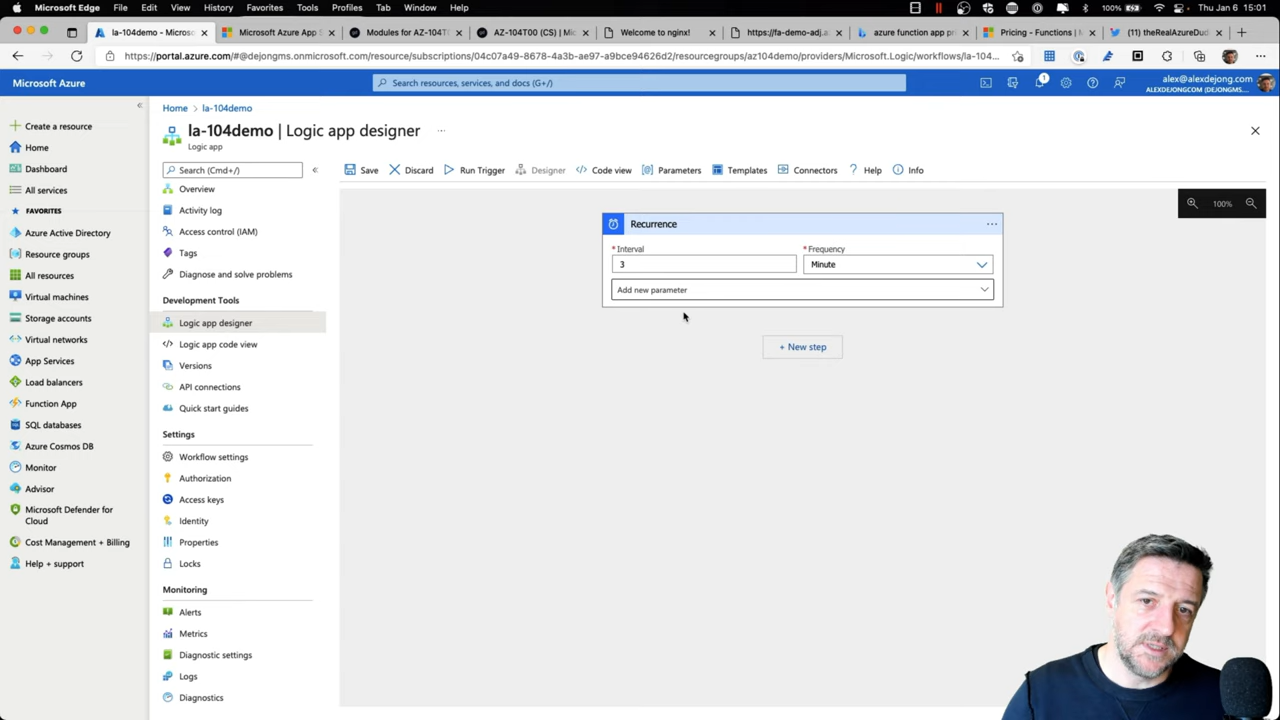 Microsoft Edge File Edit View History Favorites Tools Profiles Tab Window Help
100% Thu Jan 6 15:01
la-104demo - Microso
Microsoft Azure App S
Modules for AZ-104T
AZ-104T00 (CS) | Mic
Welcome to nginx!
https://fa-demo-adj.a
azure function app pr
Pricing - Functions | M
(11) theRealAzureDud
https://portal.azure.com/#@dejongms.onmicrosoft.com/resource/subscriptions/04c07a49-8678-4a3b-ae97-a9bce94626d2/resourcegroups/az104demo/providers/Microsoft.Logic/workflows/la-104...
Microsoft Azure
Search resources, services, and docs (G+/)
1
alex@alexdejong.com
ALEXDEJONGCOM (DEJONGMS....
Create a resource
Home
Dashboard
All services
FAVORITES
Azure Active Directory
Resource groups
All resources
Virtual machines
Storage accounts
Virtual networks
App Services
Load balancers
Function App
SQL databases
Azure Cosmos DB
Monitor
Advisor
Microsoft Defender for
Cloud
Cost Management + Billing
Help + support
Home > la-104demo
la-104demo | Logic app designer ...
Logic app
Search (Cmd+/)
Overview
Activity log
Access control (IAM)
Tags
Diagnose and solve problems
Development Tools
Logic app designer
Logic app code view
Versions
API connections
Quick start guides
Settings
Workflow settings
Authorization
Access keys
Identity
Properties
Locks
Monitoring
Alerts
Metrics
Diagnostic settings
Logs
Diagnostics
Save Discard Run Trigger Designer Code view Parameters Templates Connectors Help Info
100%
Recurrence
* Interval
* Frequency
3
Minute
Add new parameter
+ New step